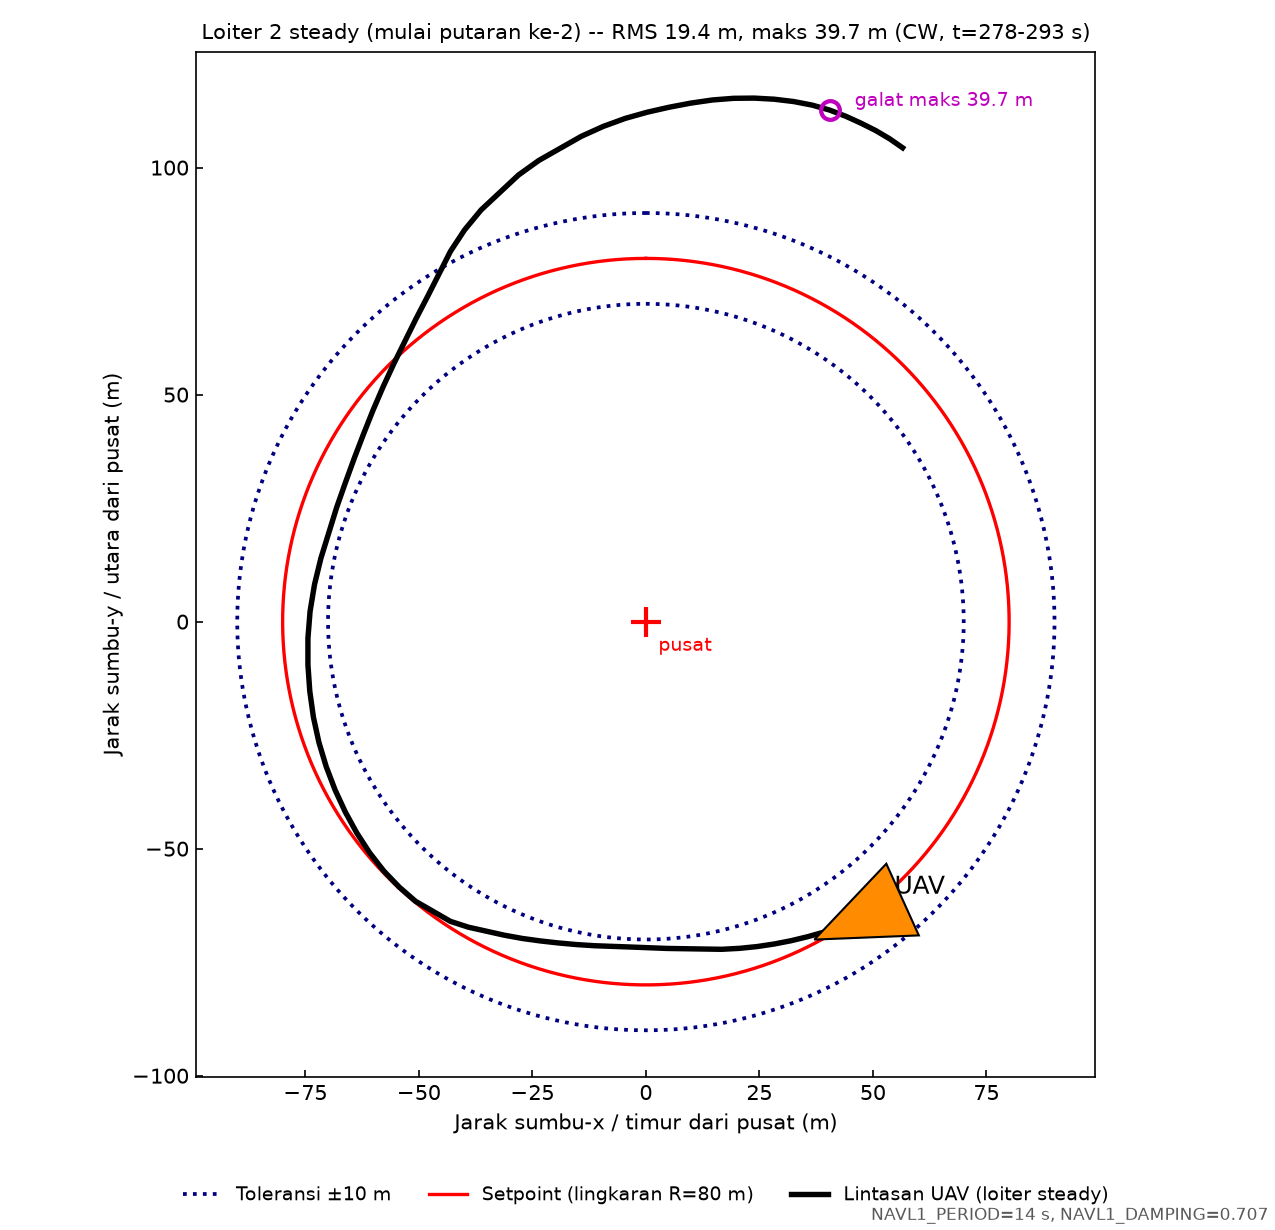 Loiter 2 steady (mulai putaran ke-2) -- RMS 19.4 m, maks 39.7 m (CW, t=278-293 s)
galat maks 39.7 m
100
50
0
−50
−100
Jarak sumbu-y / utara dari pusat (m)
pusat
UAV
−75 −50 −25 0 25 50 75
Jarak sumbu-x / timur dari pusat (m)
Toleransi ±10 m
Setpoint (lingkaran R=80 m)
Lintasan UAV (loiter steady)
NAVL1_PERIOD=14 s, NAVL1_DAMPING=0.707